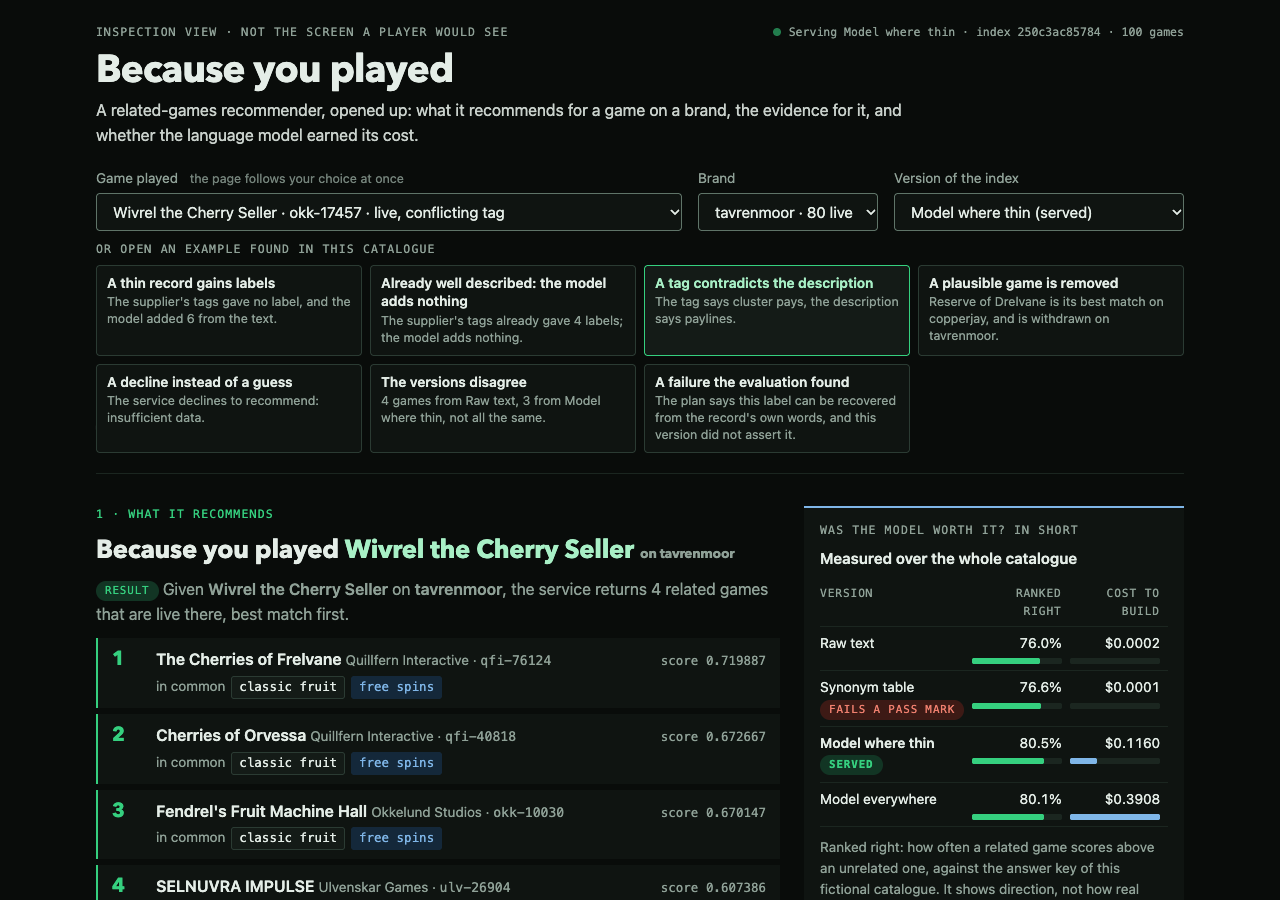 INSPECTION VIEW · NOT THE SCREEN A PLAYER WOULD SEE
Serving Model where thin · index 250c3ac85784 · 100 games
Because you played
A related-games recommender, opened up: what it recommends for a game on a brand, the evidence for it, and
whether the language model earned its cost.
Game played the page follows your choice at once
Brand
Version of the index
Wivrel the Cherry Seller · okk-17457 · live, conflicting tag
tavrenmoor · 80 live
Model where thin (served)
OR OPEN AN EXAMPLE FOUND IN THIS CATALOGUE
A thin record gains labels
The supplier's tags gave no label, and the
model added 6 from the text.
Already well described: the model
adds nothing
The supplier's tags already gave 4 labels;
the model adds nothing.
A tag contradicts the description
The tag says cluster pays, the description
says paylines.
A plausible game is removed
Reserve of Drelvane is its best match on
copperjay, and is withdrawn on
tavrenmoor.
A decline instead of a guess
The service declines to recommend:
insufficient data.
The versions disagree
4 games from Raw text, 3 from Model
where thin, not all the same.
A failure the evaluation found
The plan says this label can be recovered
from the record's own words, and this
version did not assert it.
1 · WHAT IT RECOMMENDS
Because you played Wivrel the Cherry Seller on tavrenmoor
RESULT Given Wivrel the Cherry Seller on tavrenmoor, the service returns 4 related games
that are live there, best match first.
1 The Cherries of Frelvane Quillfern Interactive · qfi-76124 score 0.719887
in common classic fruit free spins
2 Cherries of Orvessa Quillfern Interactive · qfi-40818 score 0.672667
in common classic fruit free spins
3 Fendrel's Fruit Machine Hall Okkelund Studios · okk-10030 score 0.670147
in common classic fruit free spins
4 SELNUVRA IMPULSE Ulvenskar Games · ulv-26904 score 0.607386
WAS THE MODEL WORTH IT? IN SHORT
Measured over the whole catalogue
VERSION RANKED RIGHT COST TO BUILD
Raw text 76.0% $0.0002
Synonym table 76.6% $0.0001
FAILS A PASS MARK
Model where thin 80.5% $0.1160
SERVED
Model everywhere 80.1% $0.3908
Ranked right: how often a related game scores above
an unrelated one, against the answer key of this
fictional catalogue. It shows direction, not how real